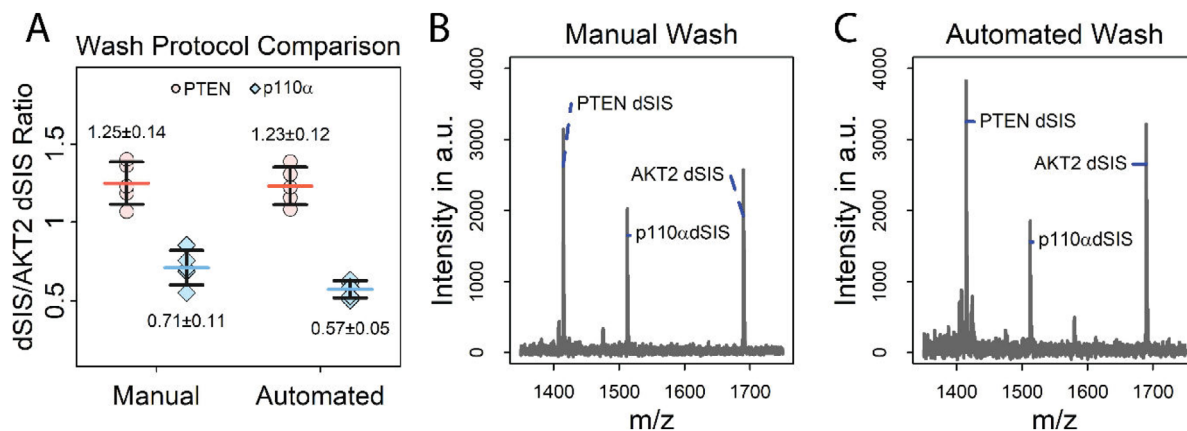 A
Wash Protocol Comparison
dSIS/AKT2 dSIS Ratio
PTEN
p110α
1.25±0.14
1.23±0.12
0.71±0.11
0.57±0.05
1.5
1
0.5
Manual
Automated
B
Manual Wash
Intensity in a.u.
4000
3000
2000
1000
0
PTEN dSIS
AKT2 dSIS
p110αdSIS
1400
1500
1600
1700
m/z
C
Automated Wash
Intensity in a.u.
4000
3000
2000
1000
0
PTEN dSIS
AKT2 dSIS
p110αdSIS
1400
1500
1600
1700
m/z